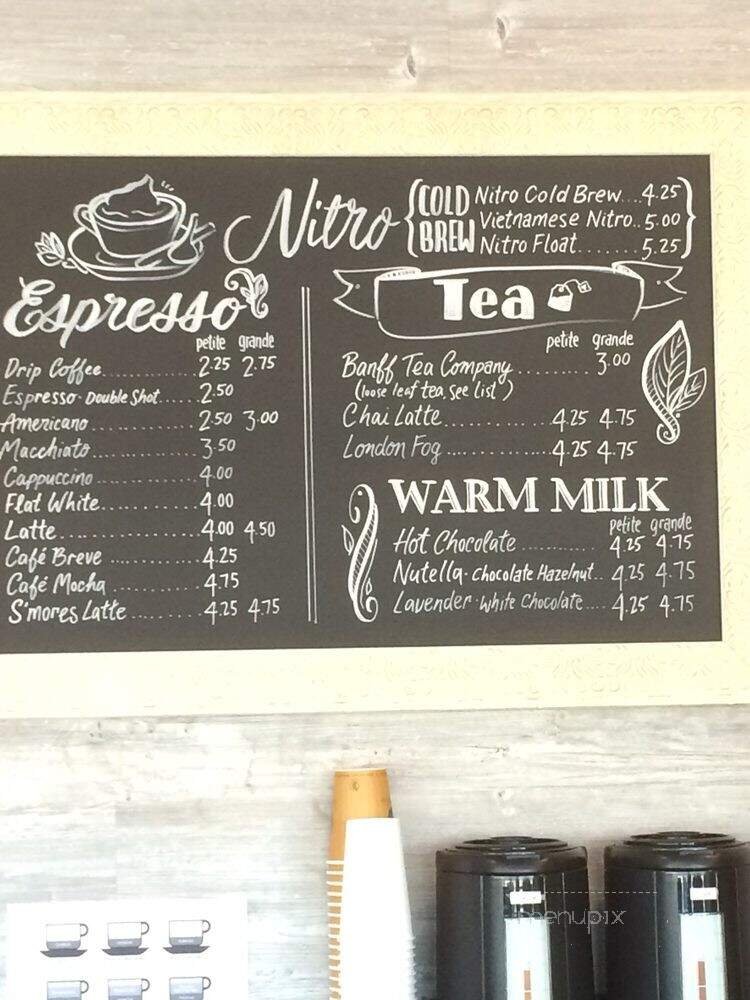 Nitro
COLD BREW
Nitro Cold Brew....4.25
Vietnamese Nitro..5.00
Nitro Float.......5.25
Espresso
petite grande
Drip Coffee............2.25 2.75
Espresso- Double Shot......2.50
Americano..............2.50 3.00
Macchiato..............3.50
Cappuccino.............4.00
Flat White.............4.00
Latte..................4.00 4.50
Café Breve.............4.25
Café Mocha.............4.75
S'mores Latte..........4.25 4.75
Tea
petite grande
Banff Tea Company.........3.00
(loose leaf tea, see list)
Chai Latte..............4.25 4.75
London Fog..............4.25 4.75
WARM MILK
petite grande
Hot Chocolate..........4.25 4.75
Nutella- Chocolate Hazelnut..4.25 4.75
Lavender- White Chocolate....4.25 4.75
menupix